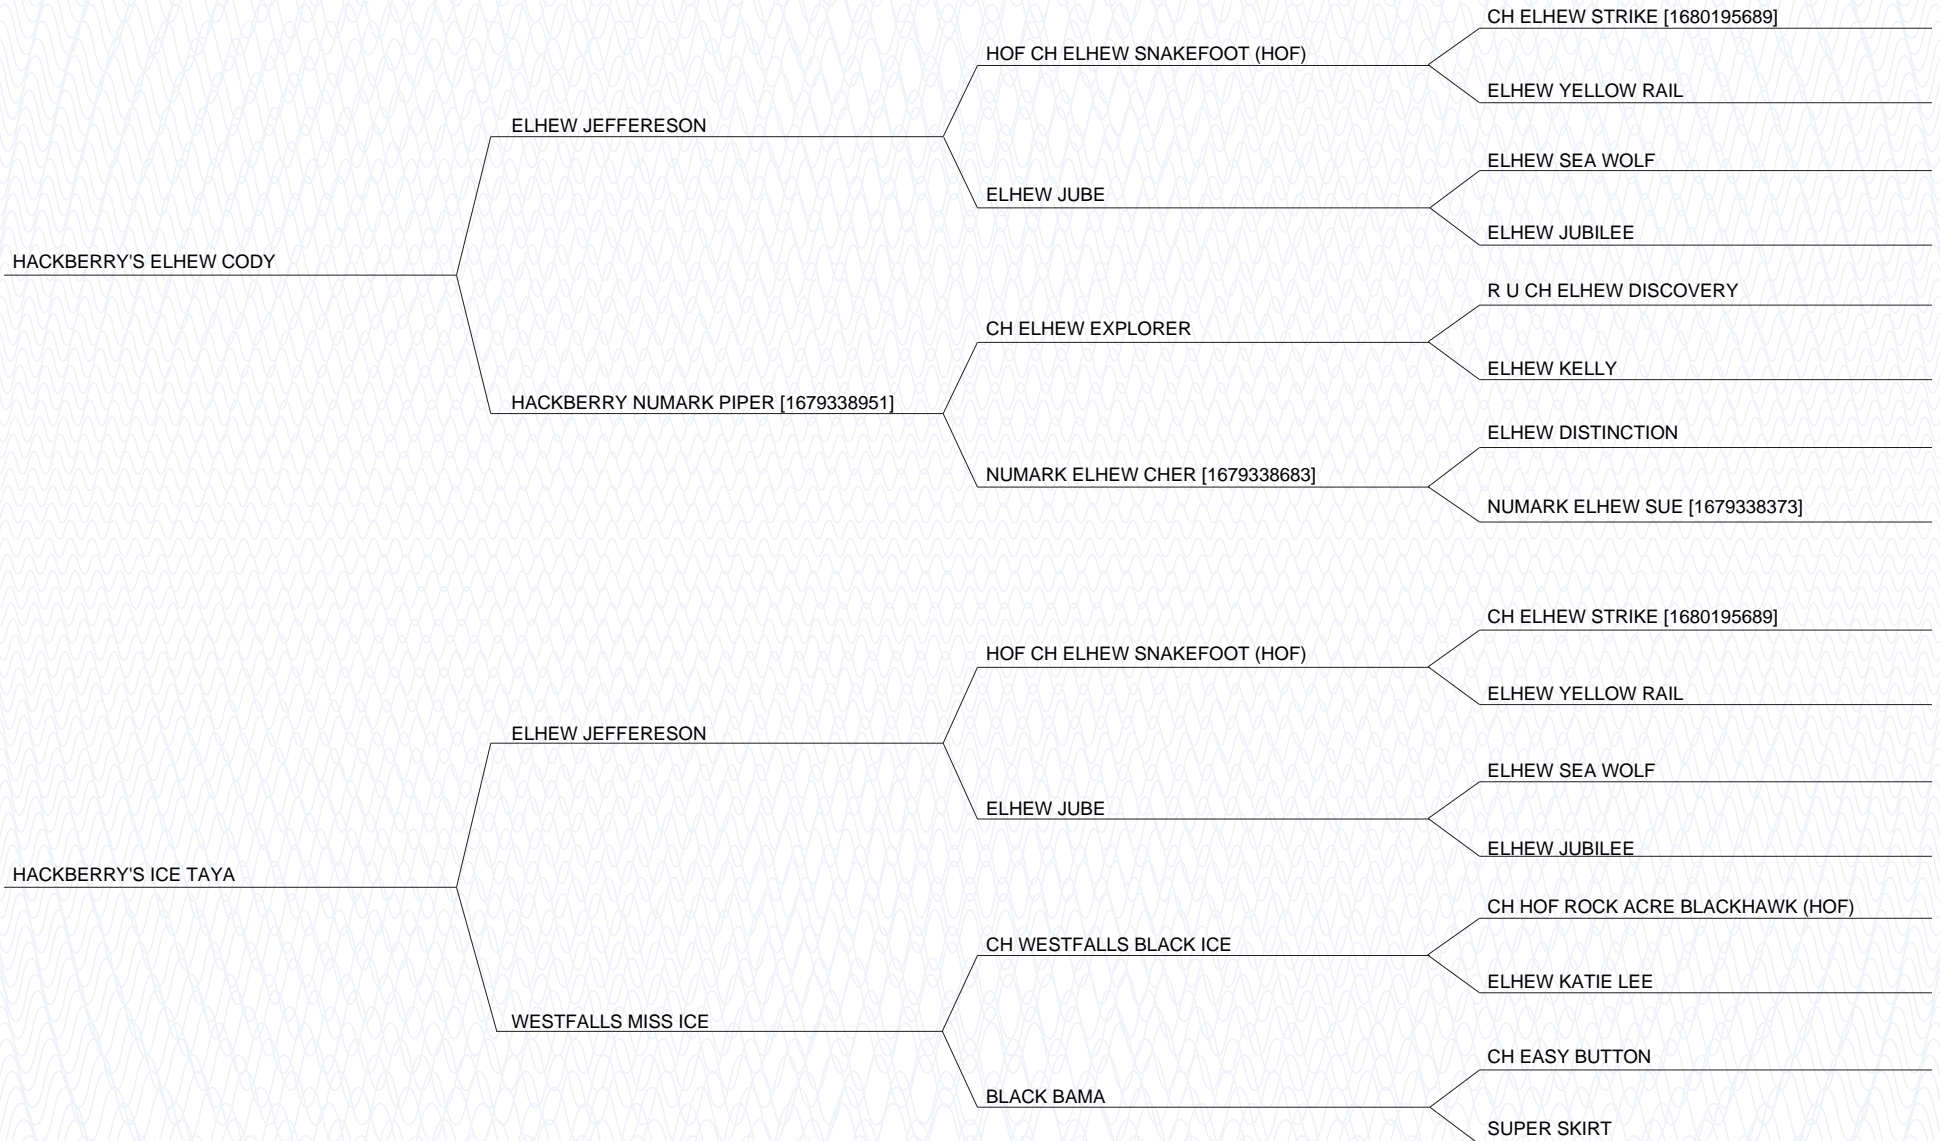 CH ELHEW STRIKE [1680195689]
HOF CH ELHEW SNAKEFOOT (HOF)
ELHEW YELLOW RAIL
ELHEW JEFFERESON
ELHEW SEA WOLF
ELHEW JUBE
ELHEW JUBILEE
HACKBERRY'S ELHEW CODY
R U CH ELHEW DISCOVERY
CH ELHEW EXPLORER
ELHEW KELLY
HACKBERRY NUMARK PIPER [1679338951]
ELHEW DISTINCTION
NUMARK ELHEW CHER [1679338683]
NUMARK ELHEW SUE [1679338373]
CH ELHEW STRIKE [1680195689]
HOF CH ELHEW SNAKEFOOT (HOF)
ELHEW YELLOW RAIL
ELHEW JEFFERESON
ELHEW SEA WOLF
ELHEW JUBE
ELHEW JUBILEE
HACKBERRY'S ICE TAYA
CH HOF ROCK ACRE BLACKHAWK (HOF)
CH WESTFALLS BLACK ICE
ELHEW KATIE LEE
WESTFALLS MISS ICE
CH EASY BUTTON
BLACK BAMA
SUPER SKIRT